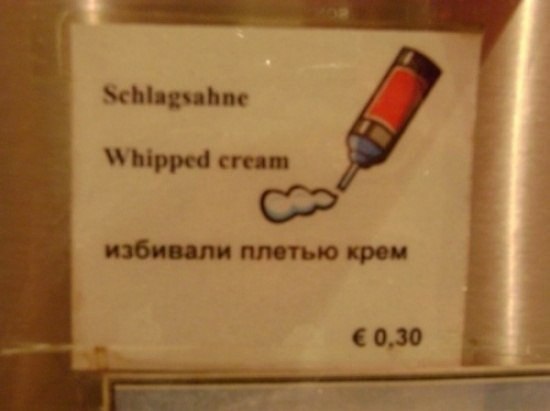 Schlagsahne
Whipped cream
избивали плетью крем
€ 0,30